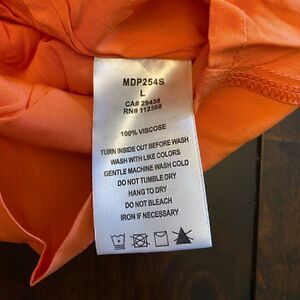 MDP254S
L
CA# 29438
RN# 112568
100% VISCOSE
TURN INSIDE OUT BEFORE WASH
WASH WITH LIKE COLORS
GENTLE MACHINE WASH COLD
DO NOT TUMBLE DRY
HANG TO DRY
DO NOT BLEACH
IRON IF NECESSARY